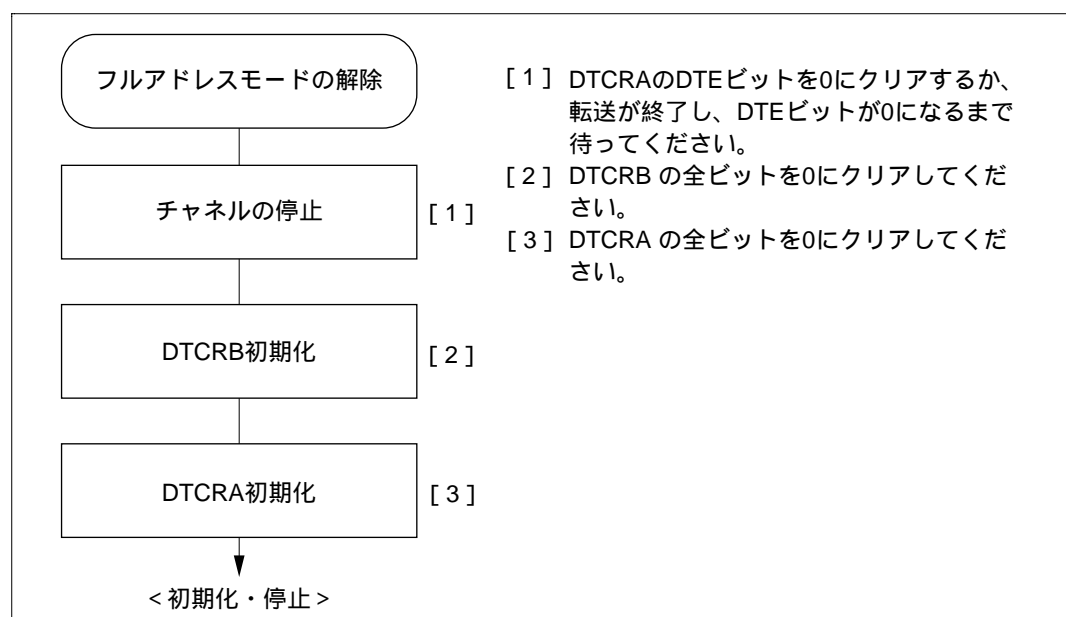 フルアドレスモードの解除
チャネルの停止
[1]
DTCRB初期化
[2]
DTCRA初期化
[3]
<初期化・停止>
[1] DTCRAのDTEビットを0にクリアするか、
転送が終了し、DTEビットが0になるまで
待ってください。
[2] DTCRB の全ビットを0にクリアしてくだ
さい。
[3] DTCRA の全ビットを0にクリアしてくだ
さい。